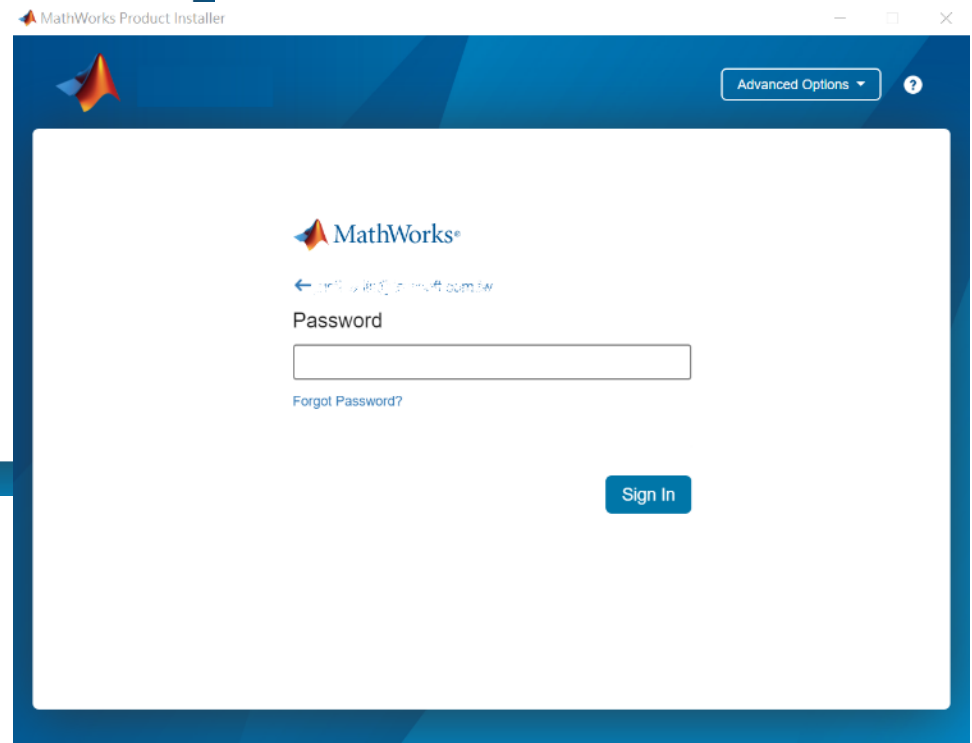 MathWorks Product Installer
Advanced Options
?
MathWorks®
Password
Forgot Password?
Sign In